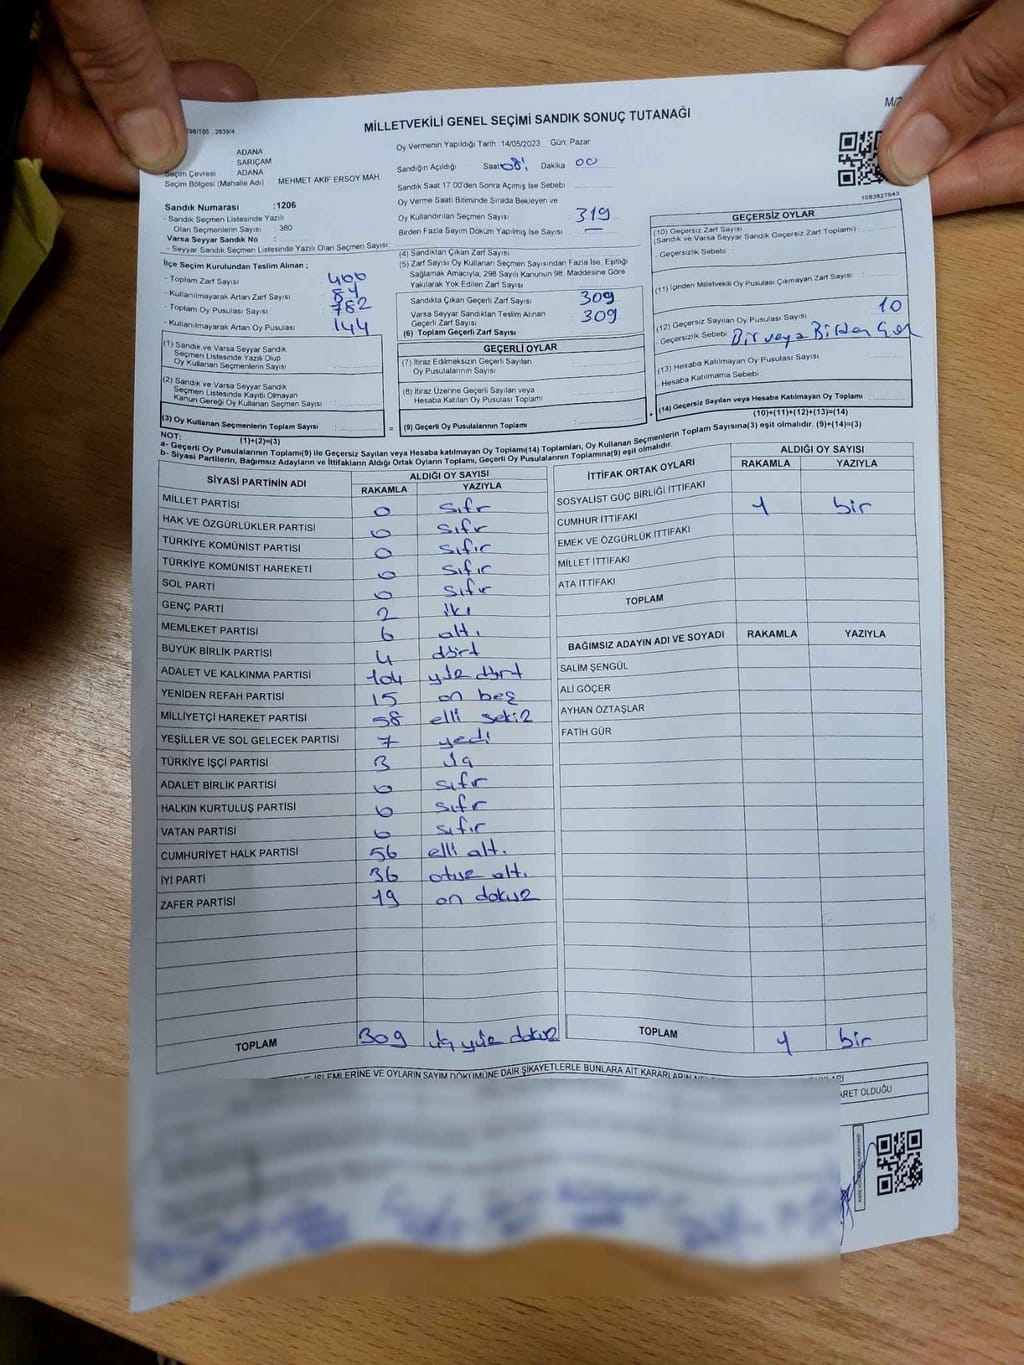 MİLLETVEKİLİ GENEL SEÇİMİ SANDIK SONUÇ TUTANAĞI
M/2
ADANA
SARIÇAM
Seçim Çevresi ADANA
Seçim Bölgesi (Mahalle Adı) MEHMET AKİF ERSOY MAH.
Sandık Numarası :1206
- Sandık Seçmen Listesinde Yazılı
Olan Seçmenlerin Sayısı : 380
Varsa Seyyar Sandık No :
- Seyyar Sandık Seçmen Listesinde Yazılı Olan Seçmen Sayısı:
Oy Vermenin Yapıldığı Tarih :14/05/2023 Gün: Pazar
Sandığın Açıldığı Saat 08: Dakika 00
Sandık Saat 17:00'den Sonra Açımış İse Sebebi :
Oy Verme Saati Bitiminde Sırada Bekleyen ve
Oy Kullandırılan Seçmen Sayısı : 319
Birden Fazla Sayım Döküm Yapılmış İse Sayısı : —
1083827643
İlçe Seçim Kurulundan Teslim Alınan ;
- Toplam Zarf Sayısı : 400
- Kullanılmayarak Artan Zarf Sayısı : 81
- Toplam Oy Pusulası Sayısı : 782
- Kullanılmayarak Artan Oy Pusulası : 144
(1) Sandık ve Varsa Seyyar Sandık
Seçmen Listesinde Yazılı Olup
Oy Kullanan Seçmenlerin Sayısı :
(2) Sandık ve Varsa Seyyar Sandık
Seçmen Listesinde Kayıtlı Olmayan
Kanun Gereği Oy Kullanan Seçmen Sayısı :
(3) Oy Kullanan Seçmenlerin Toplam Sayısı :
(1)+(2)=(3)
(4) Sandıktan Çıkan Zarf Sayısı
(5) Zarf Sayısı Oy Kullanan Seçmen Sayısından Fazla İse, Eşitliği
Sağlamak Amacıyla, 298 Sayılı Kanunun 98. Maddesine Göre
Yakılarak Yok Edilen Zarf Sayısı :
Sandıkta Çıkan Geçerli Zarf Sayısı : 309
Varsa Seyyar Sandıktan Teslim Alınan
Geçerli Zarf Sayısı : 309
(6) Toplam Geçerli Zarf Sayısı
GEÇERLİ OYLAR
(7) İtiraz Edilmeksizin Geçerli Sayılan
Oy Pusulalarının Sayısı :
(8) İtiraz Üzerine Geçerli Sayılan veya
Hesaba Katılan Oy Pusulası Toplamı :
= (9) Geçerli Oy Pusulalarının Toplamı :
GEÇERSİZ OYLAR
(10) Geçersiz Zarf Sayısı
(Sandık ve Varsa Seyyar Sandık Geçersiz Zarf Toplamı) :
- Geçersizlik Sebebi :
(11) İçinden Milletvekili Oy Pusulası Çıkmayan Zarf Sayısı :
(12) Geçersiz Sayılan Oy Pusulası Sayısı : 10
- Geçersizlik Sebebi : Bir veya Birden
(13) Hesaba Katılmayan Oy Pusulası Sayısı :
- Hesaba Katılmama Sebebi :
+ (14) Geçersiz Sayılan veya Hesaba Katılmayan Oy Toplamı :
(10)+(11)+(12)+(13)=(14)
NOT:
a- Geçerli Oy Pusulalarının Toplamı(9) ile Geçersiz Sayılan veya Hesaba katılmayan Oy Toplam(14) Toplamları, Oy Kullanan Seçmenlerin Toplam Sayısına(3) eşit olmalıdır. (9)+(14)=(3)
b- Siyasi Partilerin, Bağımsız Adayların ve İttifakların Aldığı Ortak Oyların Toplamı, Geçerli Oy Pusulalarının Toplamına(9) eşit olmalıdır.
SİYASİ PARTİNİN ADI ALDIĞI OY SAYISI
RAKAMLA YAZIYLA
MİLLET PARTİSİ 0 sıfr
HAK VE ÖZGÜRLÜKLER PARTİSİ 0 sıfr
TÜRKİYE KOMÜNİST PARTİSİ 0 sıfır
TÜRKİYE KOMÜNİST HAREKETİ 0 sıfır
SOL PARTİ 0 sıfır
GENÇ PARTİ 2 iki
MEMLEKET PARTİSİ 6 altı
BÜYÜK BİRLİK PARTİSİ 4 dört
ADALET VE KALKINMA PARTİSİ 104 yüz dört
YENİDEN REFAH PARTİSİ 15 on beş
MİLLİYETÇİ HAREKET PARTİSİ 58 elli sekiz
YEŞİLLER VE SOL GELECEK PARTİSİ 7 yedi
TÜRKİYE İŞÇİ PARTİSİ 3 üç
ADALET BİRLİK PARTİSİ 0 sıfır
HALKIN KURTULUŞ PARTİSİ 0 sıfır
VATAN PARTİSİ 0 sıfır
CUMHURİYET HALK PARTİSİ 56 elli altı
İYİ PARTİ 36 otuz altı
ZAFER PARTİSİ 19 on dokuz
TOPLAM 309 üç yüz dokuz
İTTİFAK ORTAK OYLARI ALDIĞI OY SAYISI
RAKAMLA YAZIYLA
SOSYALİST GÜÇ BİRLİĞİ İTTİFAKI
CUMHUR İTTİFAKI 1 bir
EMEK VE ÖZGÜRLÜK İTTİFAKI
MİLLET İTTİFAKI
ATA İTTİFAKI
TOPLAM
BAĞIMSIZ ADAYIN ADI VE SOYADI RAKAMLA YAZIYLA
SALİM ŞENGÜL
ALİ GÖÇER
AYHAN ÖZTAŞLAR
FATİH GÜR
TOPLAM 1 bir
İŞLEMLERİNE VE OYLARIN SAYIM DÖKÜMÜNE DAİR ŞİKAYETLERLE BUNLARA AİT KARARLARIN
ARET OLDUĞU